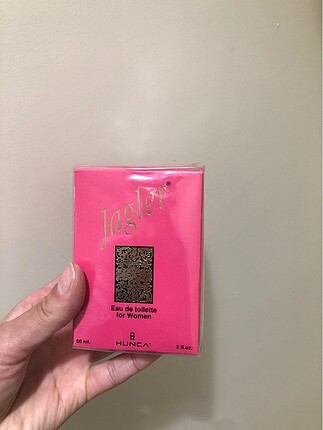 Jagler®
Eau de toilette
for Women
60 ml.
HUNCA®
2 fl.oz.